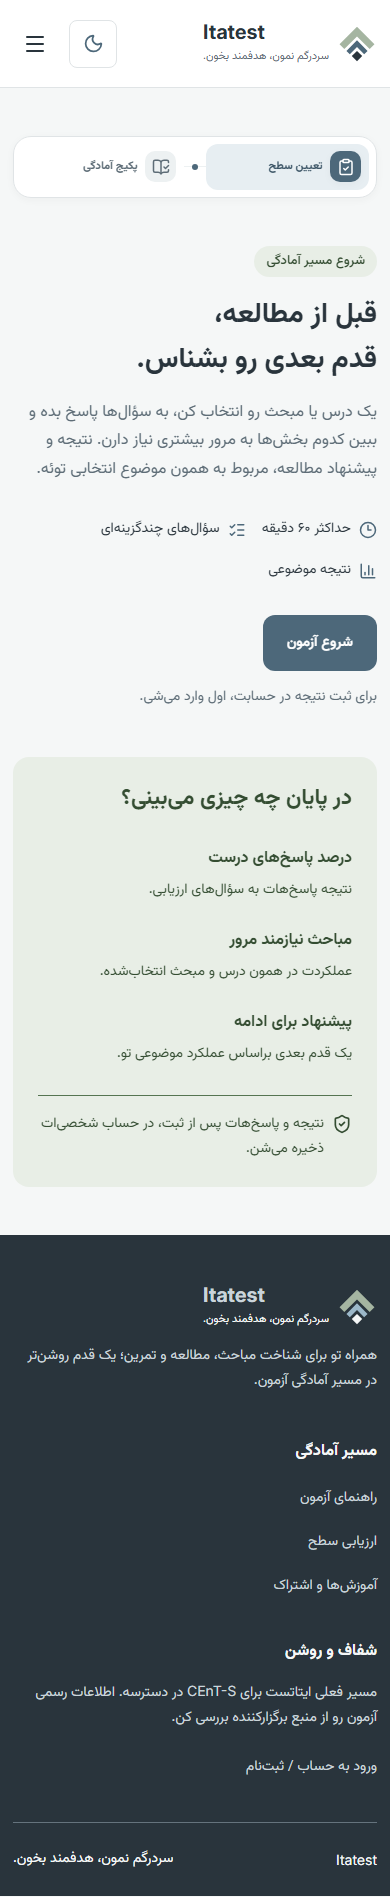 Itatest
سردرگم نمون، هدفمند بخون.
تعیین سطح
پکیج آمادگی
شروع مسیر آمادگی
قبل از مطالعه،
قدم بعدی رو بشناس.
یک درس یا مبحث رو انتخاب کن، به سؤال‌ها پاسخ بده و
ببین کدوم بخش‌ها به مرور بیشتری نیاز دارن. نتیجه و
پیشنهاد مطالعه، مربوط به همون موضوع انتخابی توئه.
حداکثر ۶۰ دقیقه
سؤال‌های چندگزینه‌ای
نتیجه موضوعی
شروع آزمون
برای ثبت نتیجه در حسابت، اول وارد می‌شی.
در پایان چه چیزی می‌بینی؟
درصد پاسخ‌های درست
نتیجه پاسخ‌هات به سؤال‌های ارزیابی.
مباحث نیازمند مرور
عملکردت در همون درس و مبحث انتخاب‌شده.
پیشنهاد برای ادامه
یک قدم بعدی براساس عملکرد موضوعی تو.
نتیجه و پاسخ‌هات پس از ثبت، در حساب شخصی‌ات
ذخیره می‌شن.
Itatest
سردرگم نمون، هدفمند بخون.
همراه تو برای شناخت مباحث، مطالعه و تمرین؛ یک قدم روشن‌تر
در مسیر آمادگی آزمون.
مسیر آمادگی
راهنمای آزمون
ارزیابی سطح
آموزش‌ها و اشتراک
شفاف و روشن
مسیر فعلی ایتاتست برای CEnT-S در دسترسه. اطلاعات رسمی
آزمون رو از منبع برگزارکننده بررسی کن.
ورود به حساب / ثبت‌نام
Itatest
سردرگم نمون، هدفمند بخون.